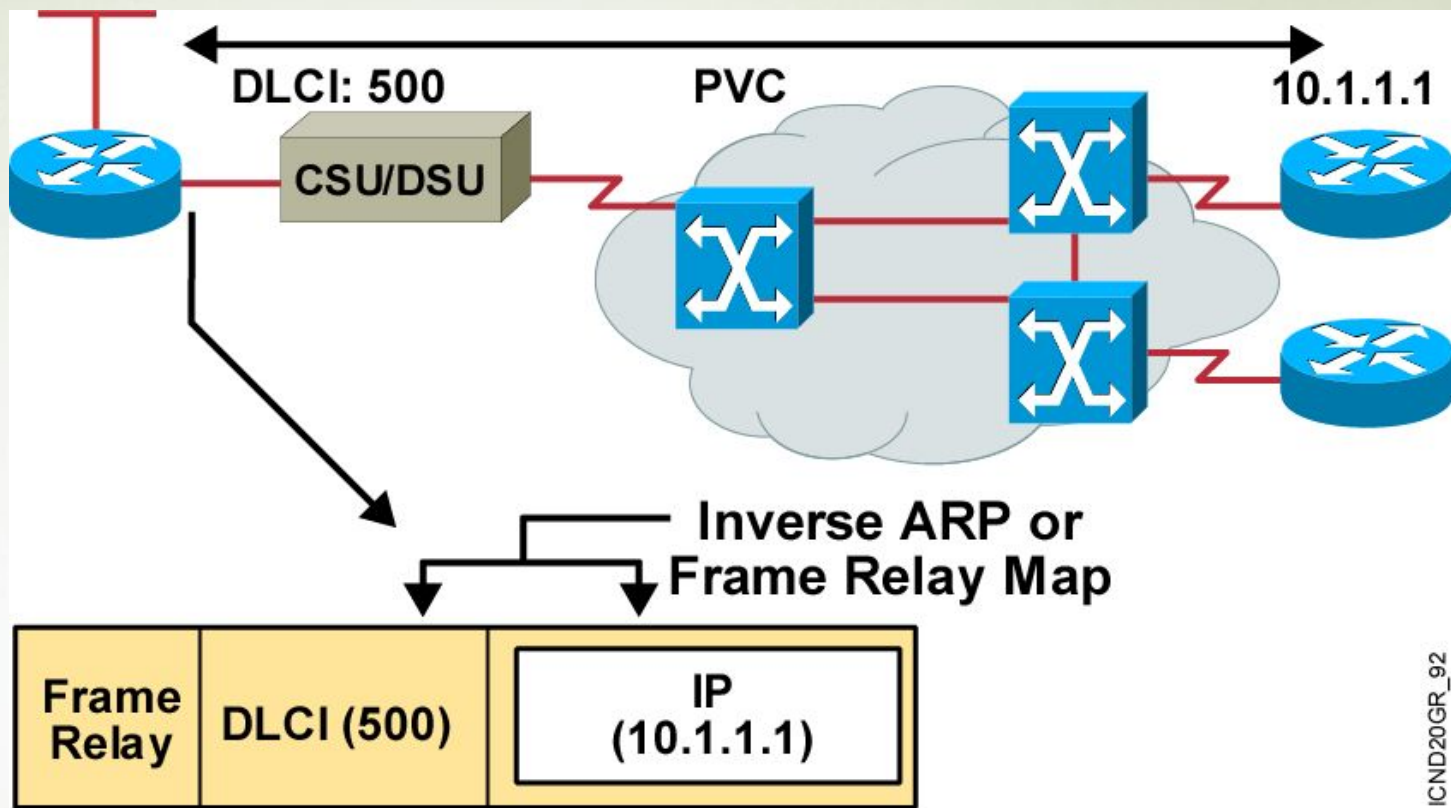 DLCI: 500
PVC
10.1.1.1
CSU/DSU
Inverse ARP or
Frame Relay Map
Frame
Relay
DLCI (500)
IP
(10.1.1.1)
ICND20GR_92